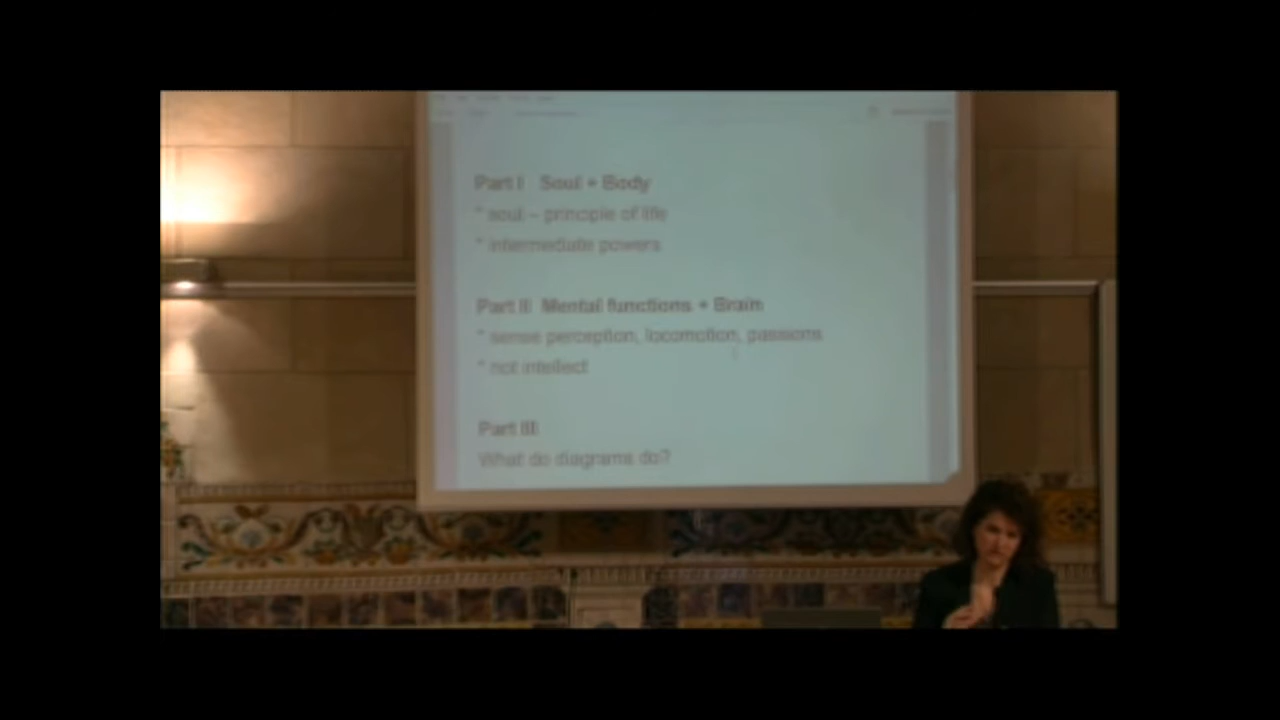 Part I Soul + Body
* soul – principle of life
* intermediate powers
Part II Mental functions + Brain
* sense perception, locomotion, passions
* not intellect
Part III
What do diagrams do?